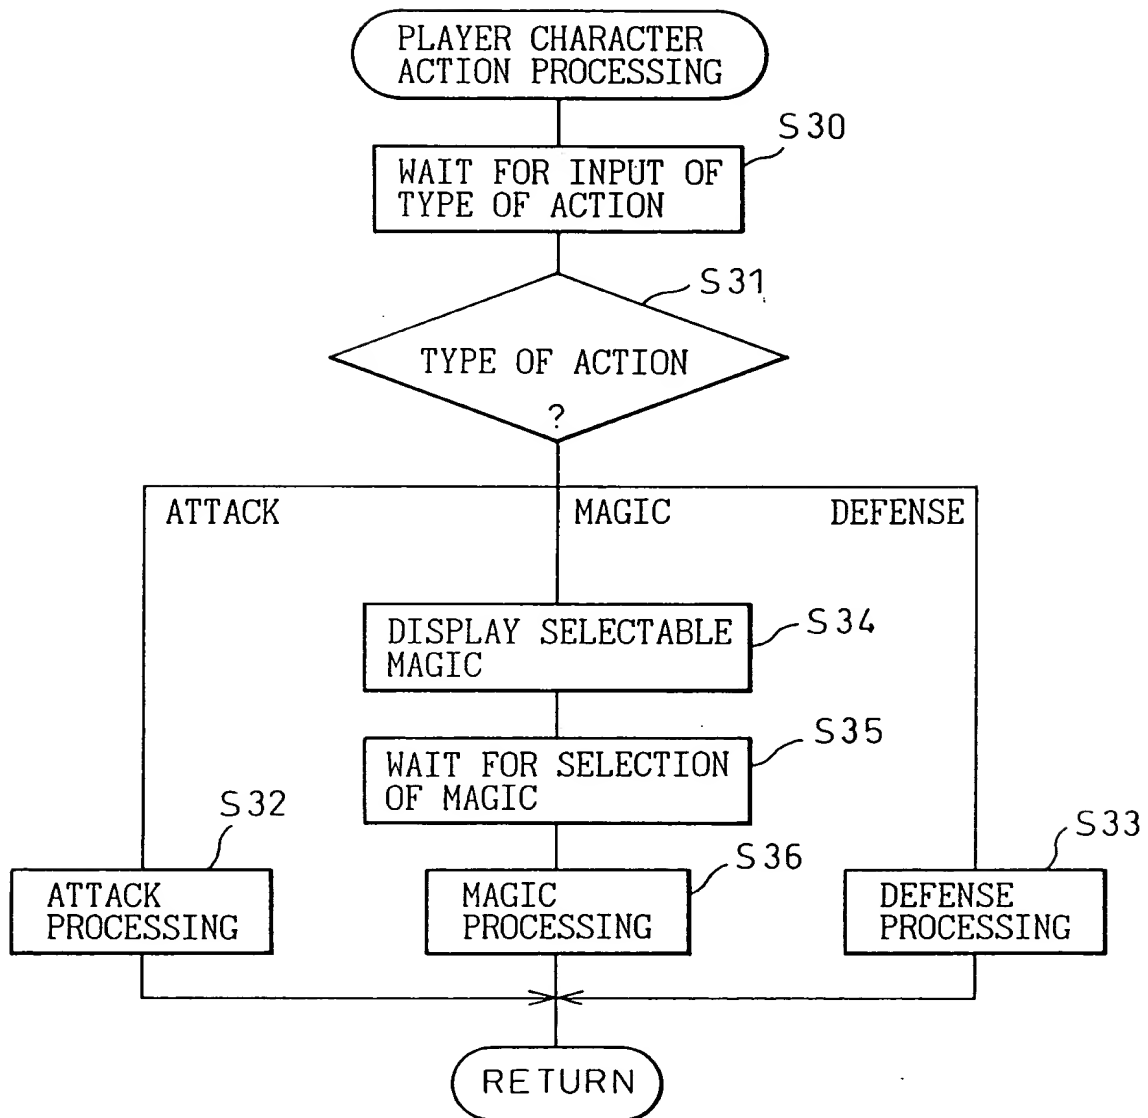 PLAYER CHARACTER
ACTION PROCESSING
S30
WAIT FOR INPUT OF
TYPE OF ACTION
S31
TYPE OF ACTION
?
ATTACK
MAGIC
DEFENSE
DISPLAY SELECTABLE
MAGIC
S34
WAIT FOR SELECTION
OF MAGIC
S35
S32
ATTACK
PROCESSING
S36
MAGIC
PROCESSING
S33
DEFENSE
PROCESSING
RETURN